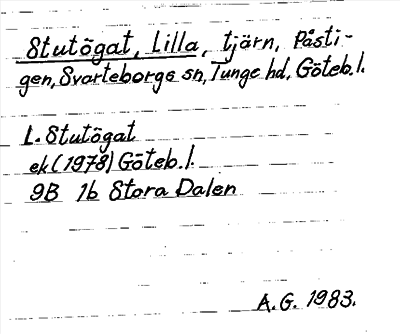 Stutögat, Lilla, tjärn, Påsti-
gen, Svarteborgs sn, Tunge hd, Göteb. l.
L. Stutögat
ek (1978) Göteb. l.
9B 1b Stora Dalen
A.G. 1983.